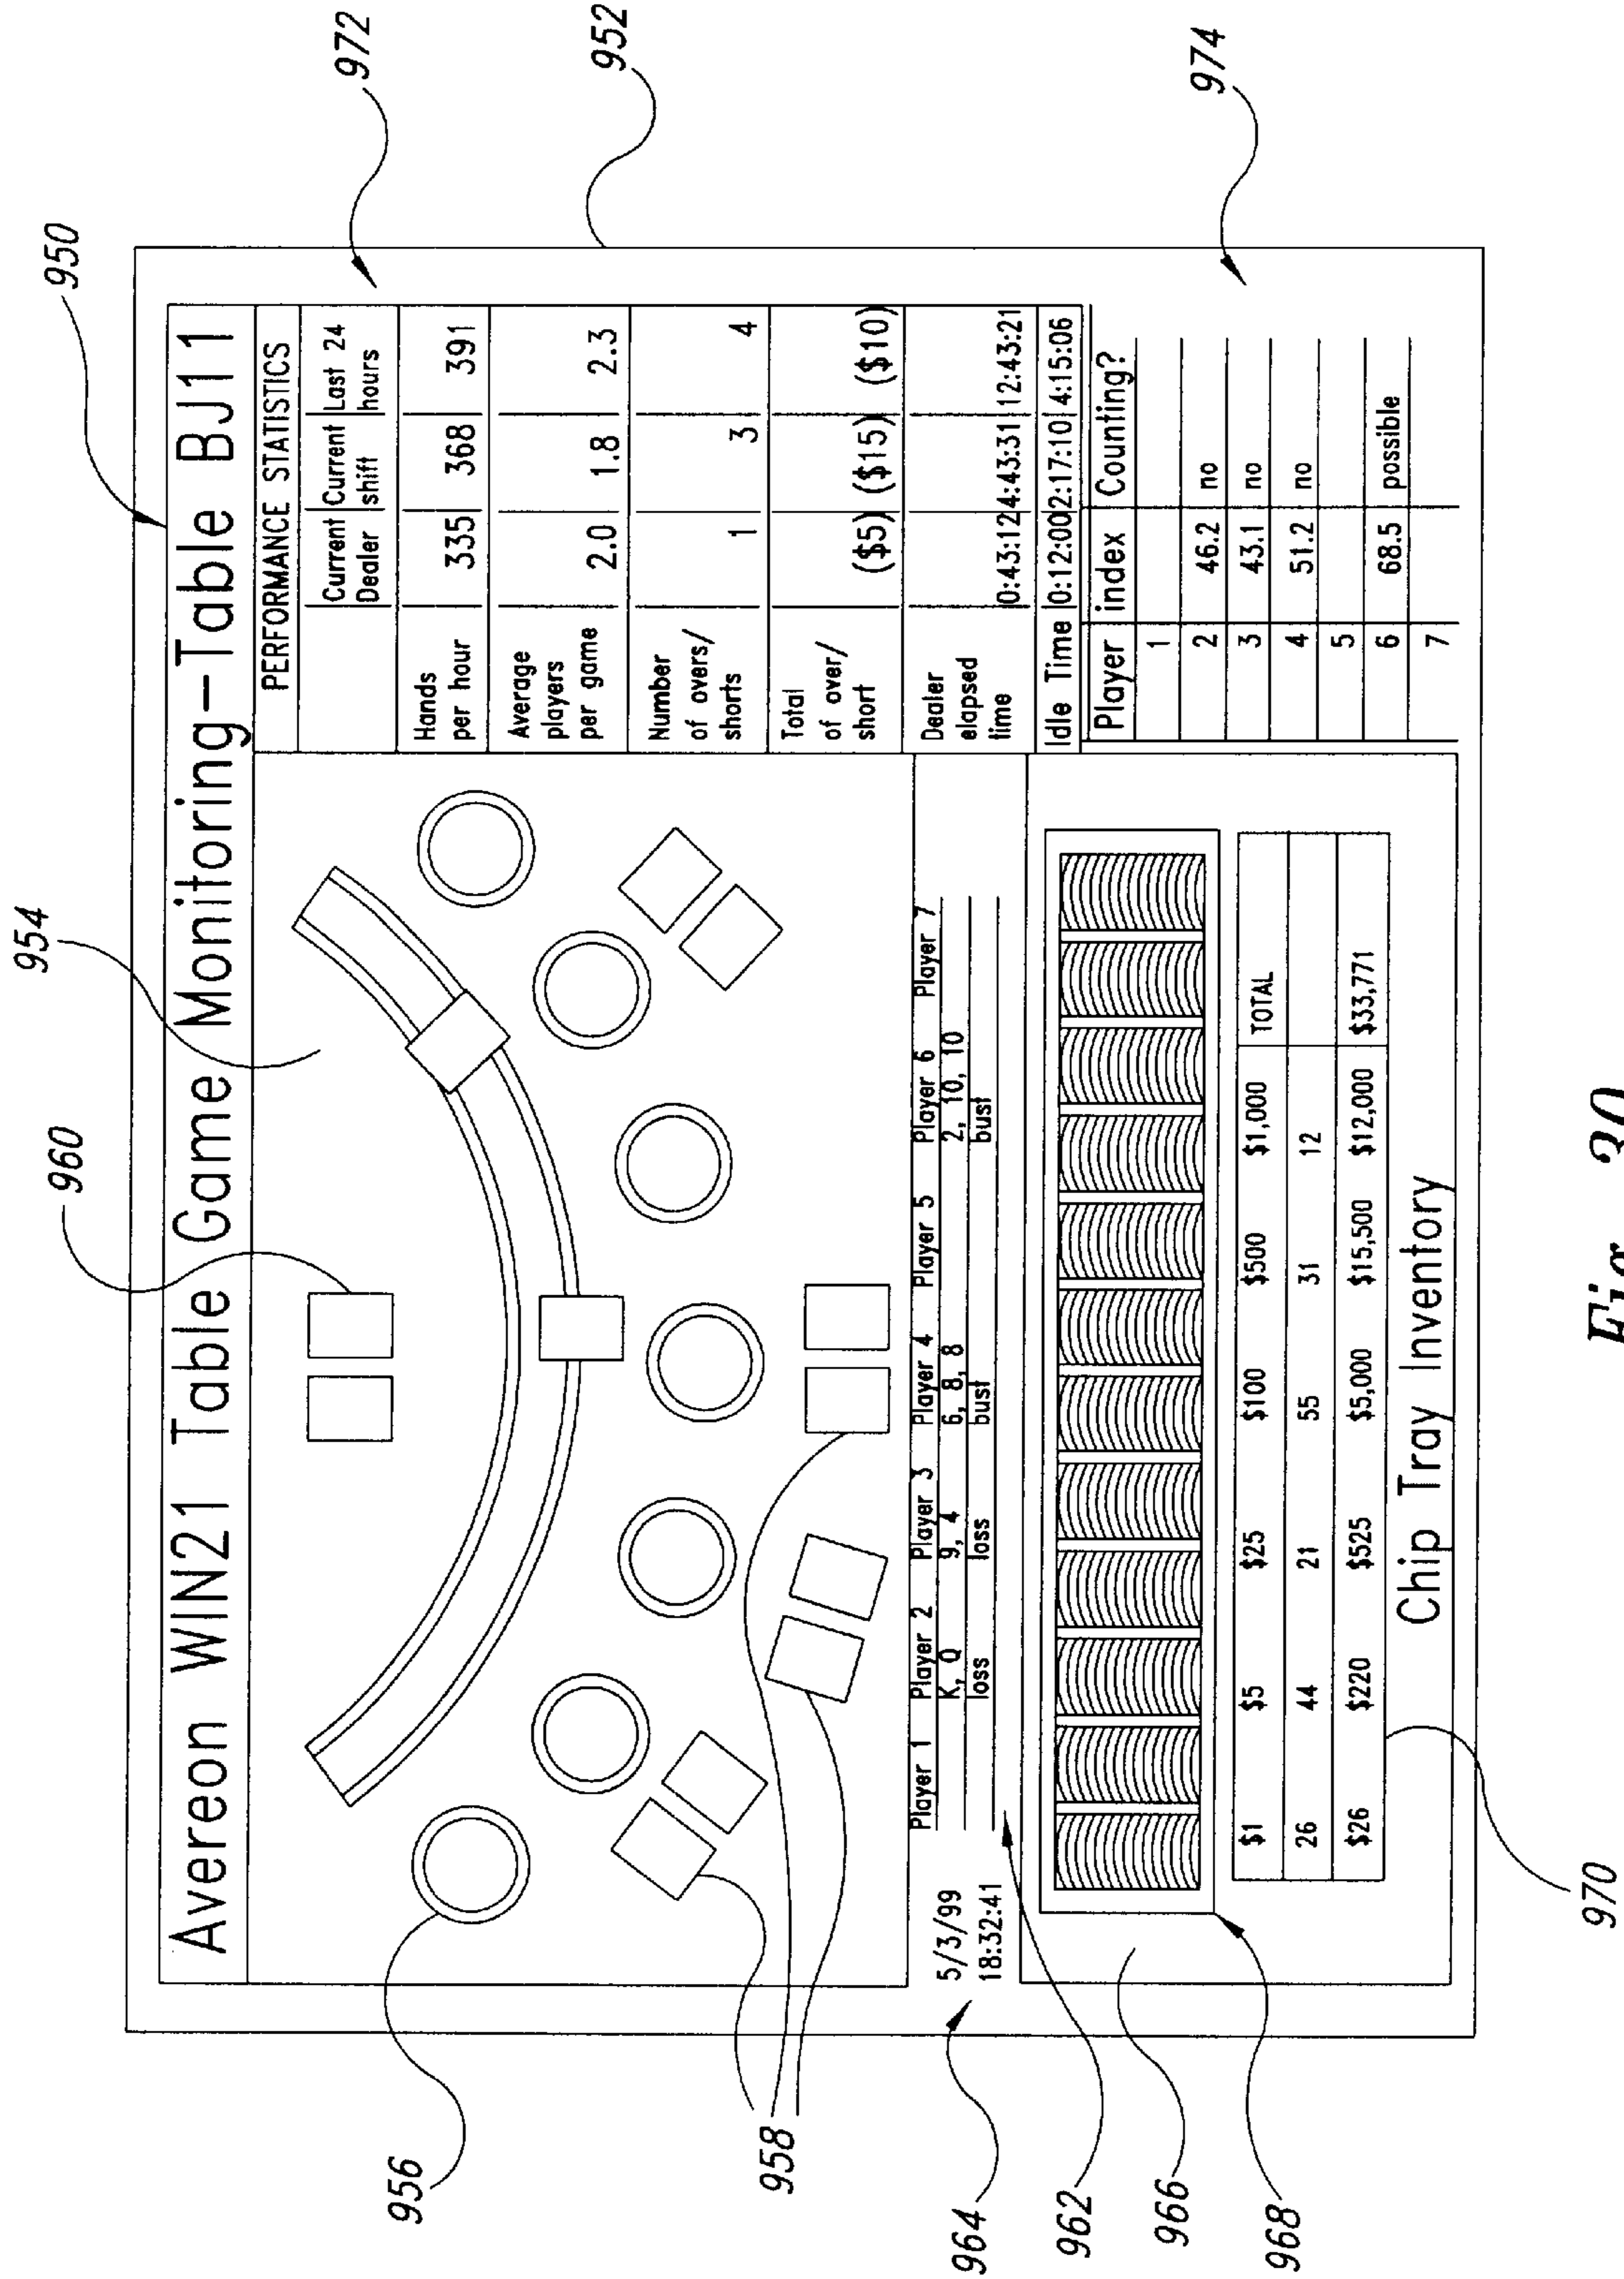 950
954
960
972
952
974
956
958
964
962
966
968
970
Avereon WIN21 Table Game Monitoring-Table BJ11
PERFORMANCE STATISTICS
Current Dealer Current shift Last 24 hours
Hands per hour 335 368 391
Average players per game 2.0 1.8 2.3
Number of overs/ shorts 1 3 4
Total of over/ short ($5) ($15) ($10)
Dealer elapsed time 0:43:12 4:43:31 12:43:21
Idle Time 0:12:00 2:17:10 4:15:06
Player index Counting?
1
2 46.2 no
3 43.1 no
4 51.2 no
5
6 68.5 possible
7
5/3/99
18:32:41
Player 1 Player 2 Player 3 Player 4 Player 5 Player 6 Player 7
K, Q 9, 4 6, 8, 8 2, 10, 10
loss loss bust bust
$1 $5 $25 $100 $500 $1,000 TOTAL
26 44 21 55 31 12
$26 $220 $525 $5,000 $15,500 $12,000 $33,771
Chip Tray Inventory
Fig. 30